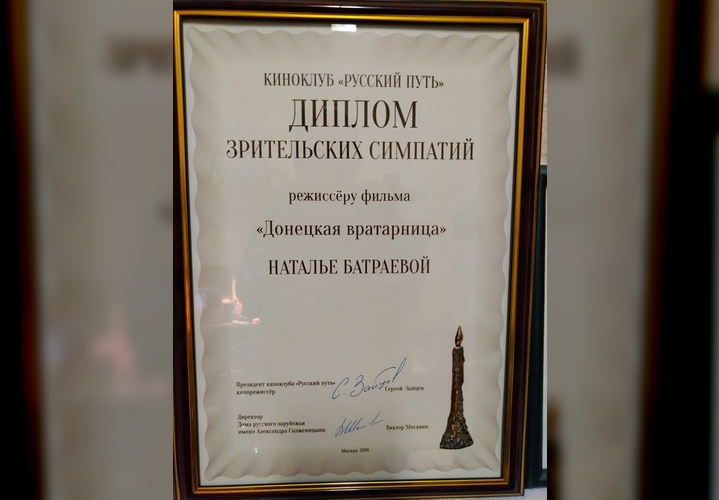 КИНОКЛУБ «РУССКИЙ ПУТЬ»
ДИПЛОМ
ЗРИТЕЛЬСКИХ СИМПАТИЙ
режиссёру фильма
«Донецкая вратарница»
НАТАЛЬЕ БАТРАЕВОЙ
Президент киноклуба «Русский путь»
кинорежиссёр
С. Зайцев
Сергей Зайцев
Директор
Дома русского зарубежья
имени Александра Солженицына
Виктор Москвин
Москва